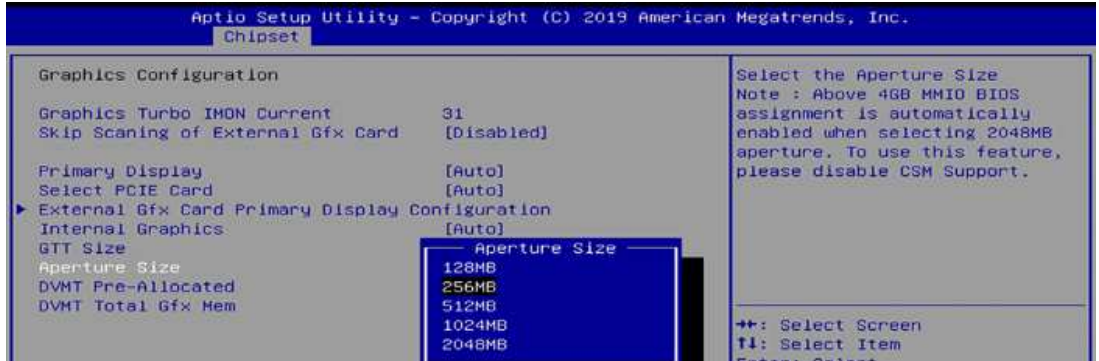 Aptio Setup Utility – Copyright (C) 2019 American Megatrends, Inc.
Chipset
Graphics Configuration
Graphics Turbo IMON Current 31
Skip Scaning of External Gfx Card [Disabled]
Primary Display [Auto]
Select PCIE Card [Auto]
External Gfx Card Primary Display Configuration
Internal Graphics [Auto]
GTT Size
Aperture Size
DVMT Pre-Allocated
DVMT Total Gfx Mem
Aperture Size
128MB
256MB
512MB
1024MB
2048MB
Select the Aperture Size
Note : Above 4GB MMIO BIOS
assignment is automatically
enabled when selecting 2048MB
aperture. To use this feature,
please disable CSM Support.
→←: Select Screen
↑↓: Select Item